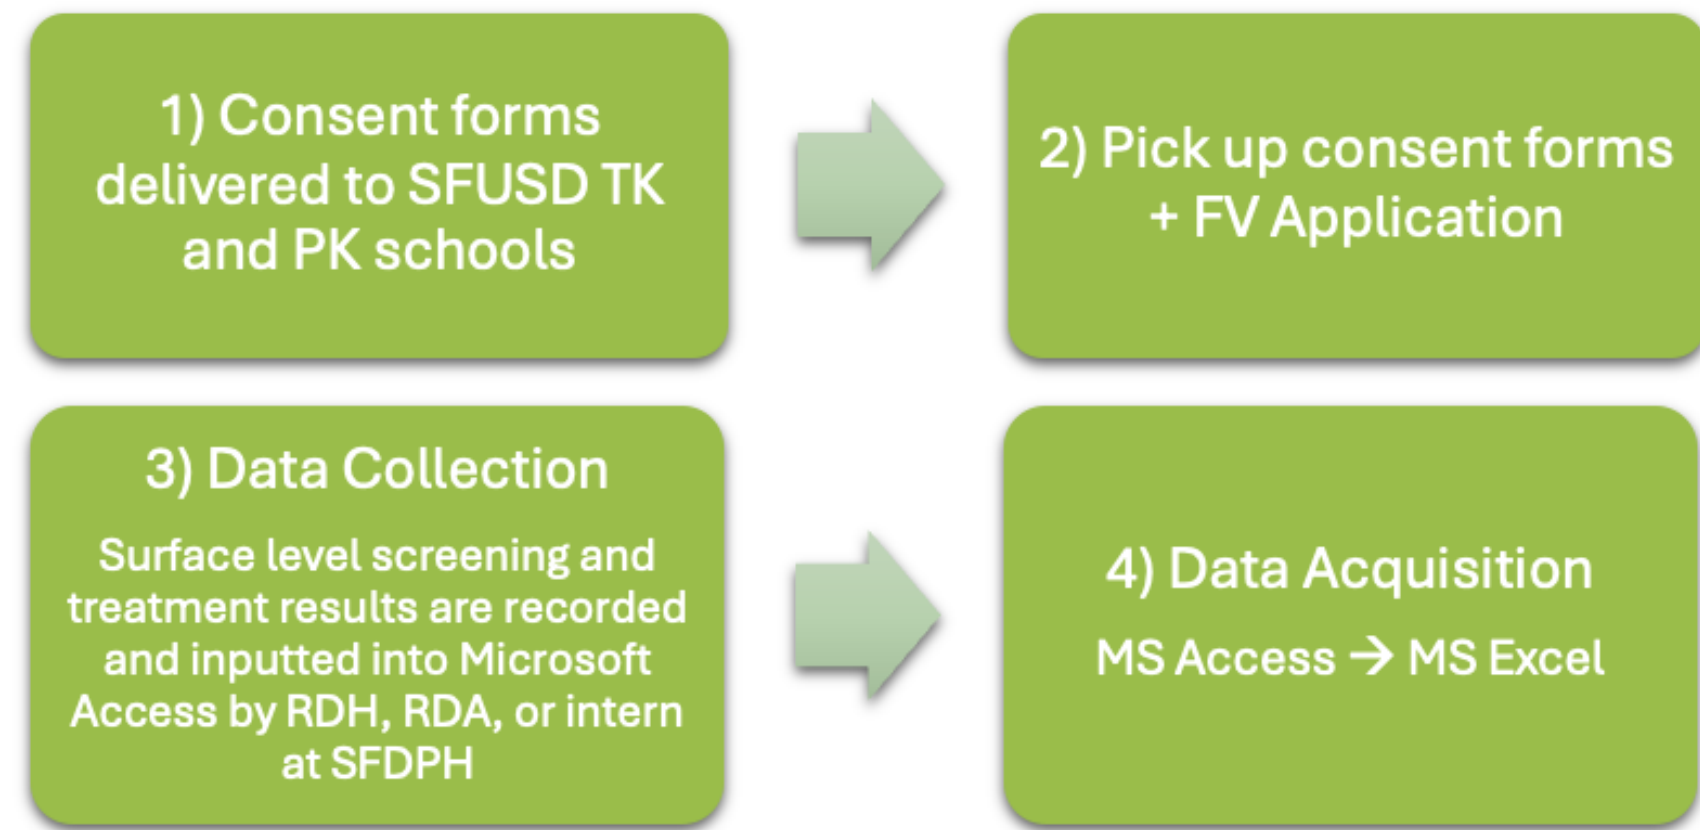 1) Consent forms
delivered to SFUSD TK
and PK schools
2) Pick up consent forms
+ FV Application
3) Data Collection
Surface level screening and
treatment results are recorded
and inputted into Microsoft
Access by RDH, RDA, or intern
at SFDPH
4) Data Acquisition
MS Access → MS Excel